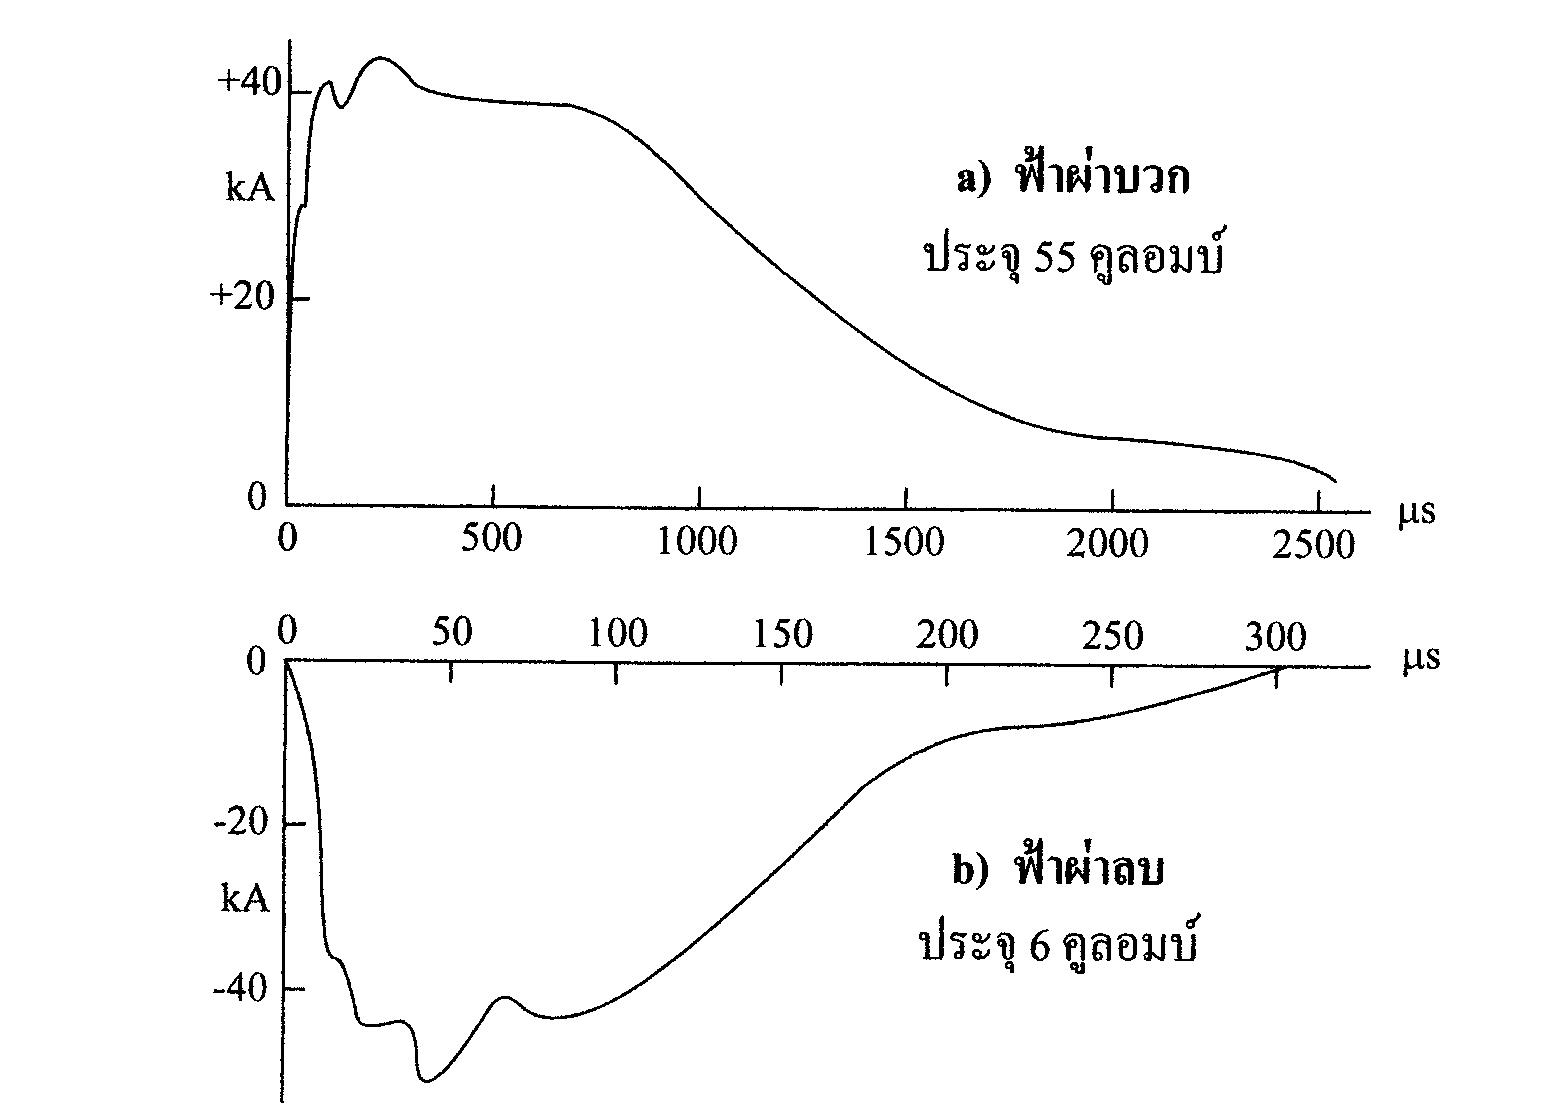 +40
kA
+20
0
0 500 1000 1500 2000 2500 μs
a) ฟ้าผ่าบวก
ประจุ 55 คูลอมบ์
0 50 100 150 200 250 300 μs
0
-20
kA
-40
b) ฟ้าผ่าลบ
ประจุ 6 คูลอมบ์